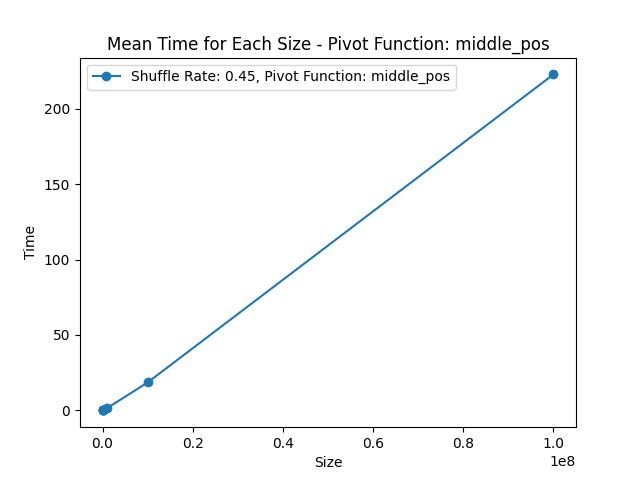 Mean Time for Each Size - Pivot Function: middle_pos
Shuffle Rate: 0.45, Pivot Function: middle_pos
200
150
100
50
0
Time
0.0 0.2 0.4 0.6 0.8 1.0
1e8
Size